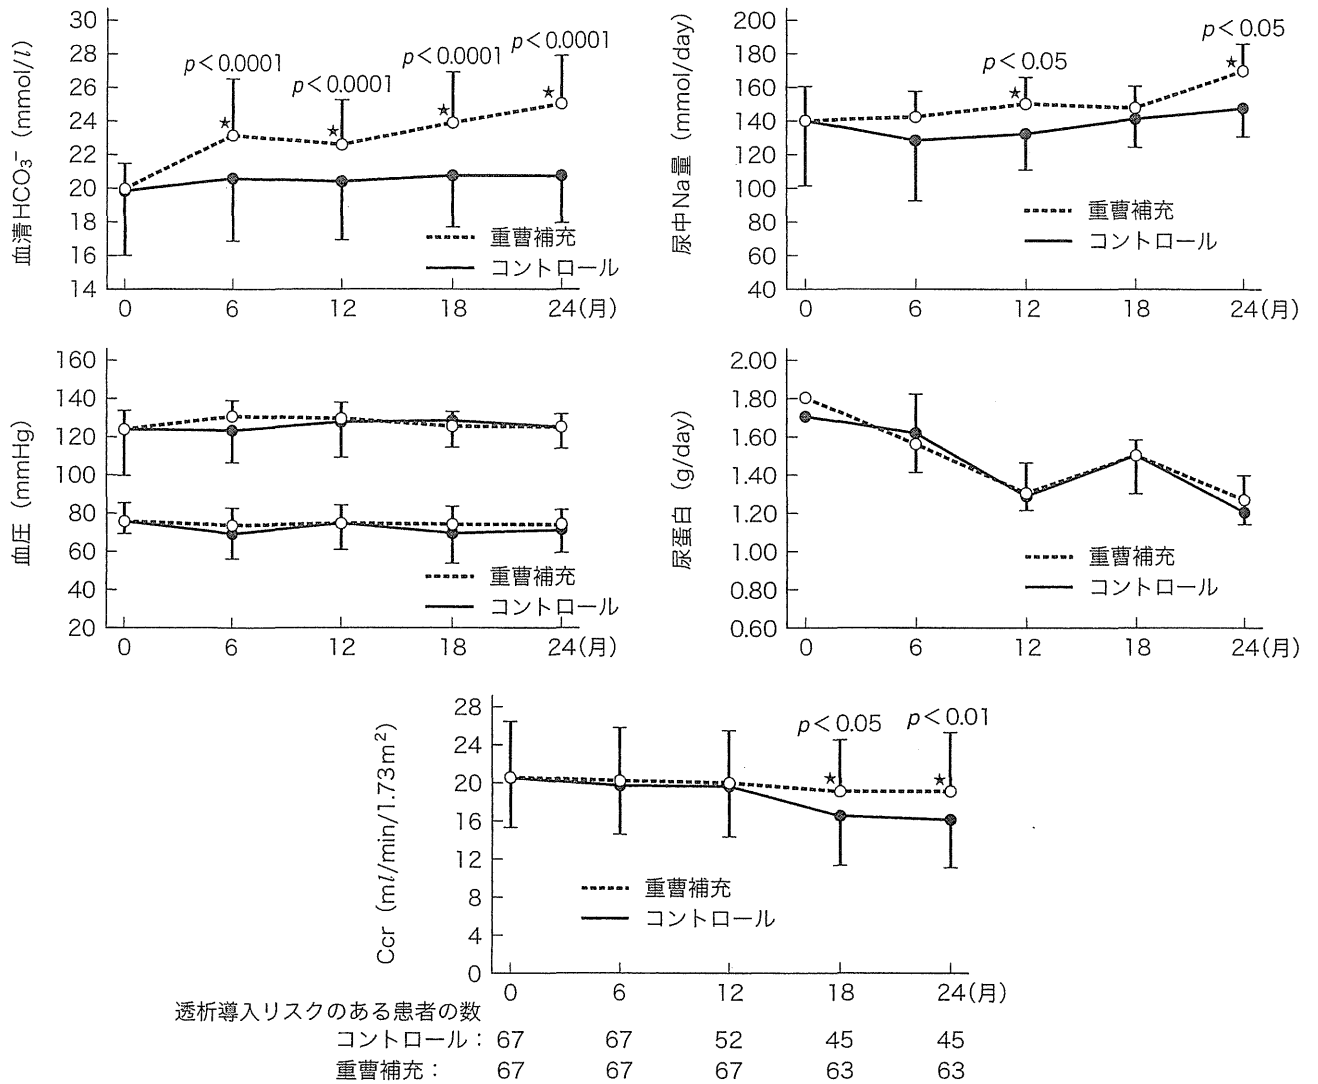 血清HCO₃⁻(mmol/l)
30
28
26
24
22
20
18
16
14
p<0.0001
p<0.0001
p<0.0001
p<0.0001
★
★
★
★
重曹補充
コントロール
0 6 12 18 24(月)
尿中Na量(mmol/day)
200
180
160
140
120
100
80
60
40
p<0.05
p<0.05
★
★
重曹補充
コントロール
0 6 12 18 24(月)
血圧(mmHg)
160
140
120
100
80
60
40
20
重曹補充
コントロール
0 6 12 18 24(月)
尿蛋白(g/day)
2.00
1.80
1.60
1.40
1.20
1.00
0.80
0.60
重曹補充
コントロール
0 6 12 18 24(月)
Ccr(ml/min/1.73m²)
28
24
20
16
12
8
4
0
p<0.05
p<0.01
★
★
重曹補充
コントロール
0 6 12 18 24(月)
透析導入リスクのある患者の数
コントロール:67 67 52 45 45
重曹補充:67 67 67 63 63